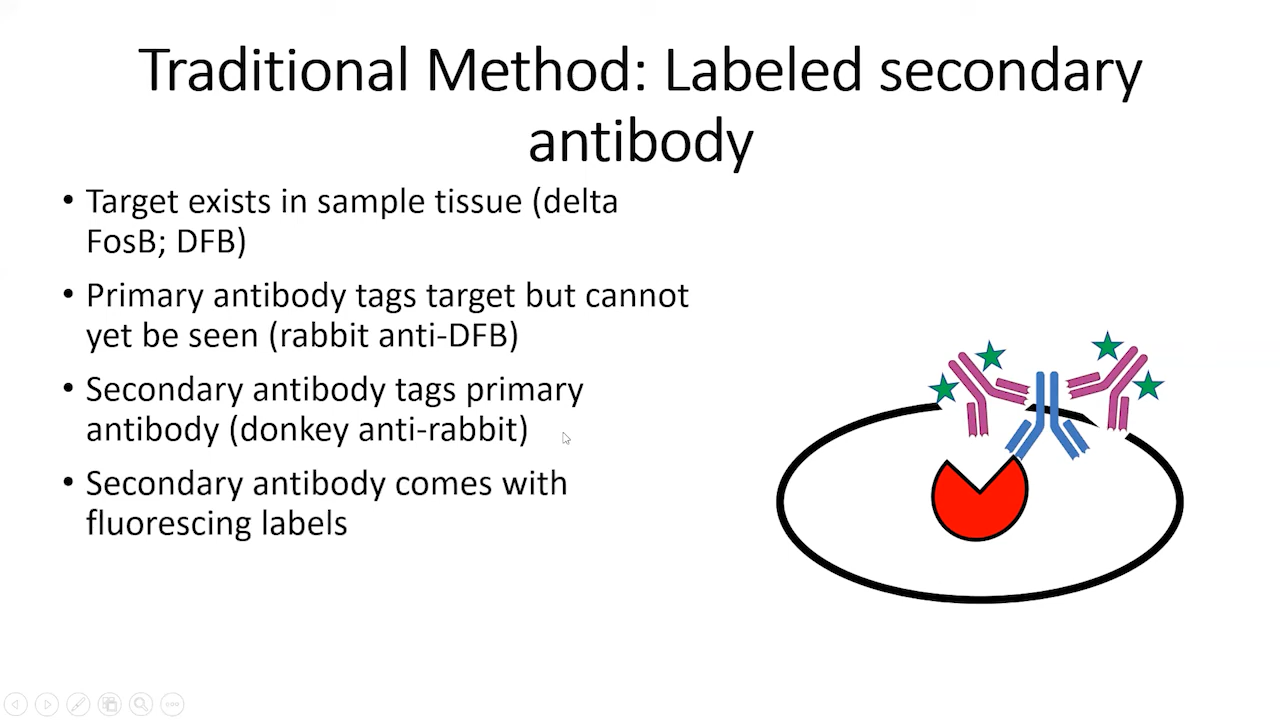 Traditional Method: Labeled secondary
antibody
• Target exists in sample tissue (delta
FosB; DFB)
• Primary antibody tags target but cannot
yet be seen (rabbit anti-DFB)
• Secondary antibody tags primary
antibody (donkey anti-rabbit)
• Secondary antibody comes with
fluorescing labels